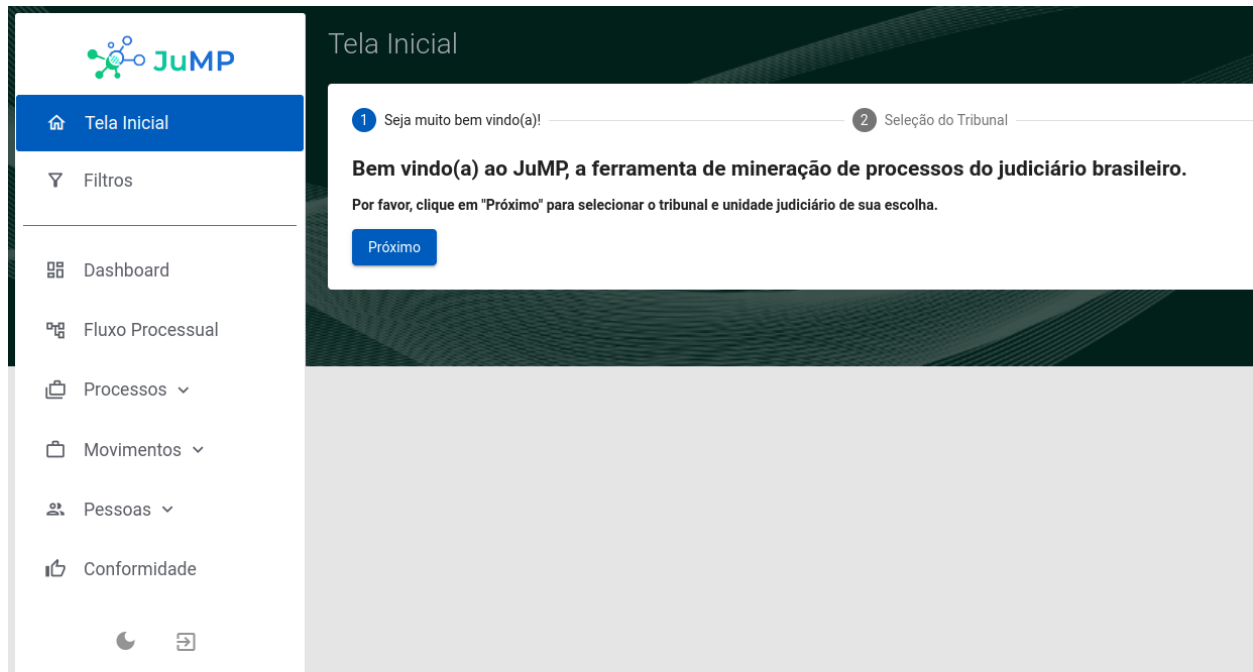 JuMP
Tela Inicial
Filtros
Dashboard
Fluxo Processual
Processos
Movimentos
Pessoas
Conformidade
Tela Inicial
1 Seja muito bem vindo(a)!
2 Seleção do Tribunal
Bem vindo(a) ao JuMP, a ferramenta de mineração de processos do judiciário brasileiro.
Por favor, clique em "Próximo" para selecionar o tribunal e unidade judiciário de sua escolha.
Próximo